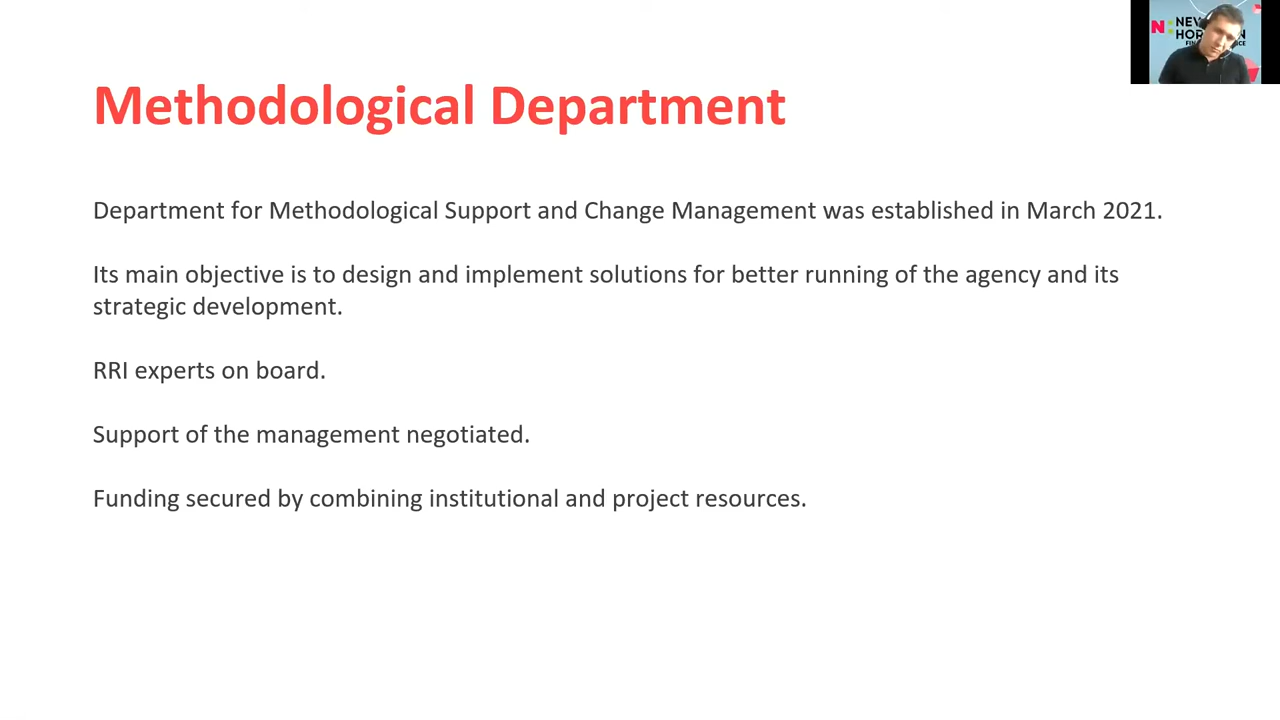 Methodological Department
Department for Methodological Support and Change Management was established in March 2021.
Its main objective is to design and implement solutions for better running of the agency and its
strategic development.
RRI experts on board.
Support of the management negotiated.
Funding secured by combining institutional and project resources.
N: